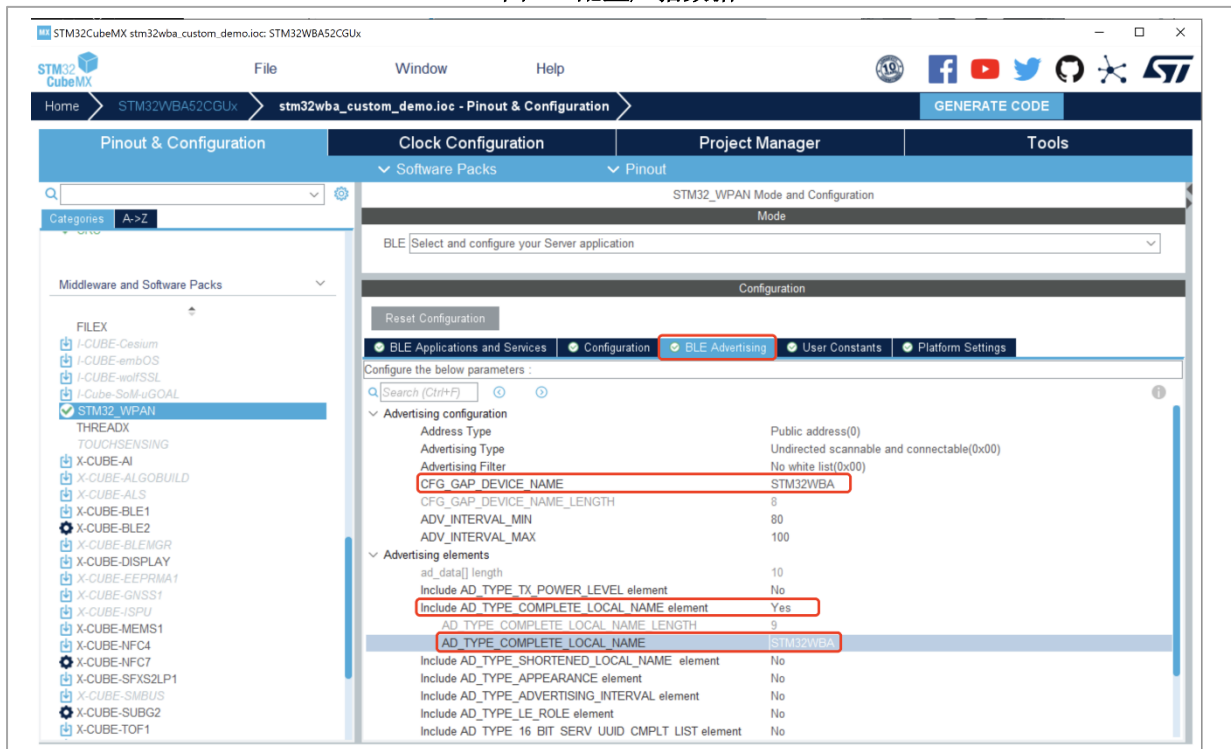 STM32CubeMX stm32wba_custom_demo.ioc: STM32WBA52CGUx
STM32 CubeMX File Window Help
Home STM32WBA52CGUx stm32wba_custom_demo.ioc - Pinout & Configuration GENERATE CODE
Pinout & Configuration Clock Configuration Project Manager Tools
Software Packs Pinout
Categories A->Z
Middleware and Software Packs
FILEX
I-CUBE-Cesium
I-CUBE-embOS
I-CUBE-wolfSSL
I-Cube-SoM-uGOAL
STM32_WPAN
THREADX
TOUCHSENSING
X-CUBE-AI
X-CUBE-ALGOBUILD
X-CUBE-ALS
X-CUBE-BLE1
X-CUBE-BLE2
X-CUBE-BLEMGR
X-CUBE-DISPLAY
X-CUBE-EEPRMA1
X-CUBE-GNSS1
X-CUBE-ISPU
X-CUBE-MEMS1
X-CUBE-NFC4
X-CUBE-NFC7
X-CUBE-SFXS2LP1
X-CUBE-SMBUS
X-CUBE-SUBG2
X-CUBE-TOF1
STM32_WPAN Mode and Configuration
Mode
BLE Select and configure your Server application
Configuration
Reset Configuration
BLE Applications and Services Configuration BLE Advertising User Constants Platform Settings
Configure the below parameters :
Search (Ctrl+F)
Advertising configuration
Address Type Public address(0)
Advertising Type Undirected scannable and connectable(0x00)
Advertising Filter No white list(0x00)
CFG_GAP_DEVICE_NAME STM32WBA
CFG_GAP_DEVICE_NAME_LENGTH 8
ADV_INTERVAL_MIN 80
ADV_INTERVAL_MAX 100
Advertising elements
ad_data[] length 10
Include AD_TYPE_TX_POWER_LEVEL element No
Include AD_TYPE_COMPLETE_LOCAL_NAME element Yes
AD_TYPE_COMPLETE_LOCAL_NAME_LENGTH 9
AD_TYPE_COMPLETE_LOCAL_NAME STM32WBA
Include AD_TYPE_SHORTENED_LOCAL_NAME element No
Include AD_TYPE_APPEARANCE element No
Include AD_TYPE_ADVERTISING_INTERVAL element No
Include AD_TYPE_LE_ROLE element No
Include AD_TYPE_16_BIT_SERV_UUID_CMPLT_LIST element No